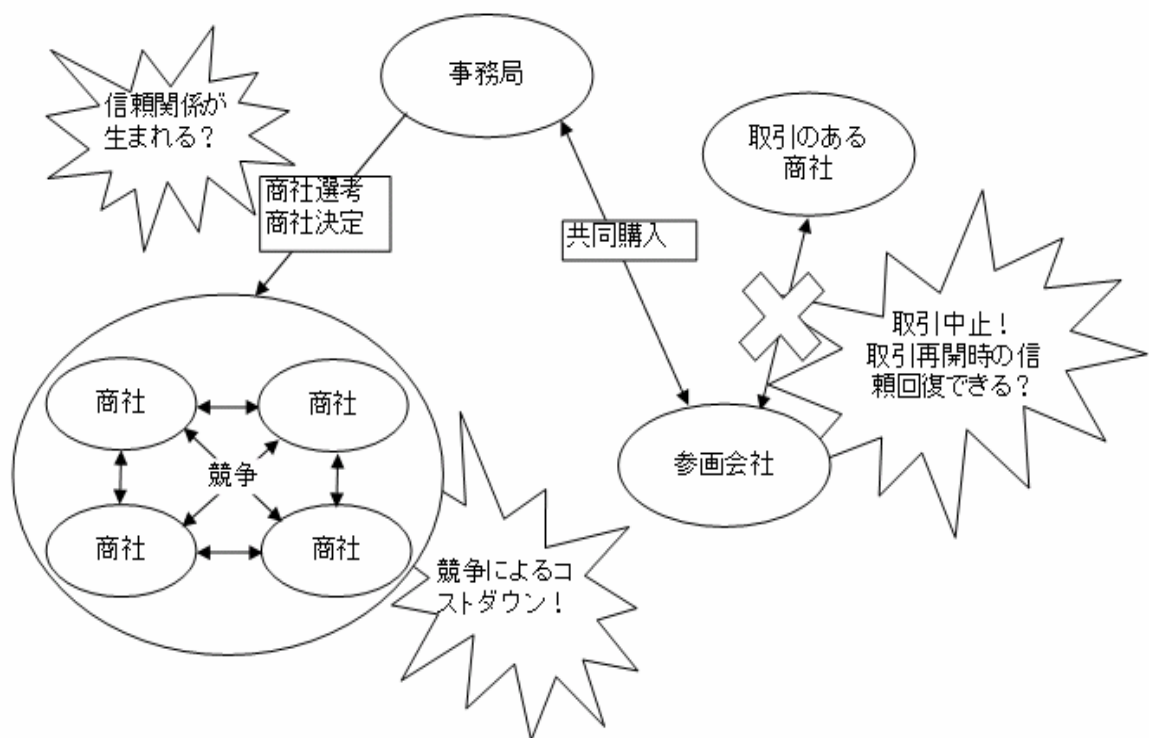 事務局
信頼関係が
生まれる？
取引のある
商社
商社選考
商社決定
共同購入
取引中止！
取引再開時の信
頼回復できる？
商社
商社
競争
参画会社
商社
商社
競争によるコ
ストダウン！